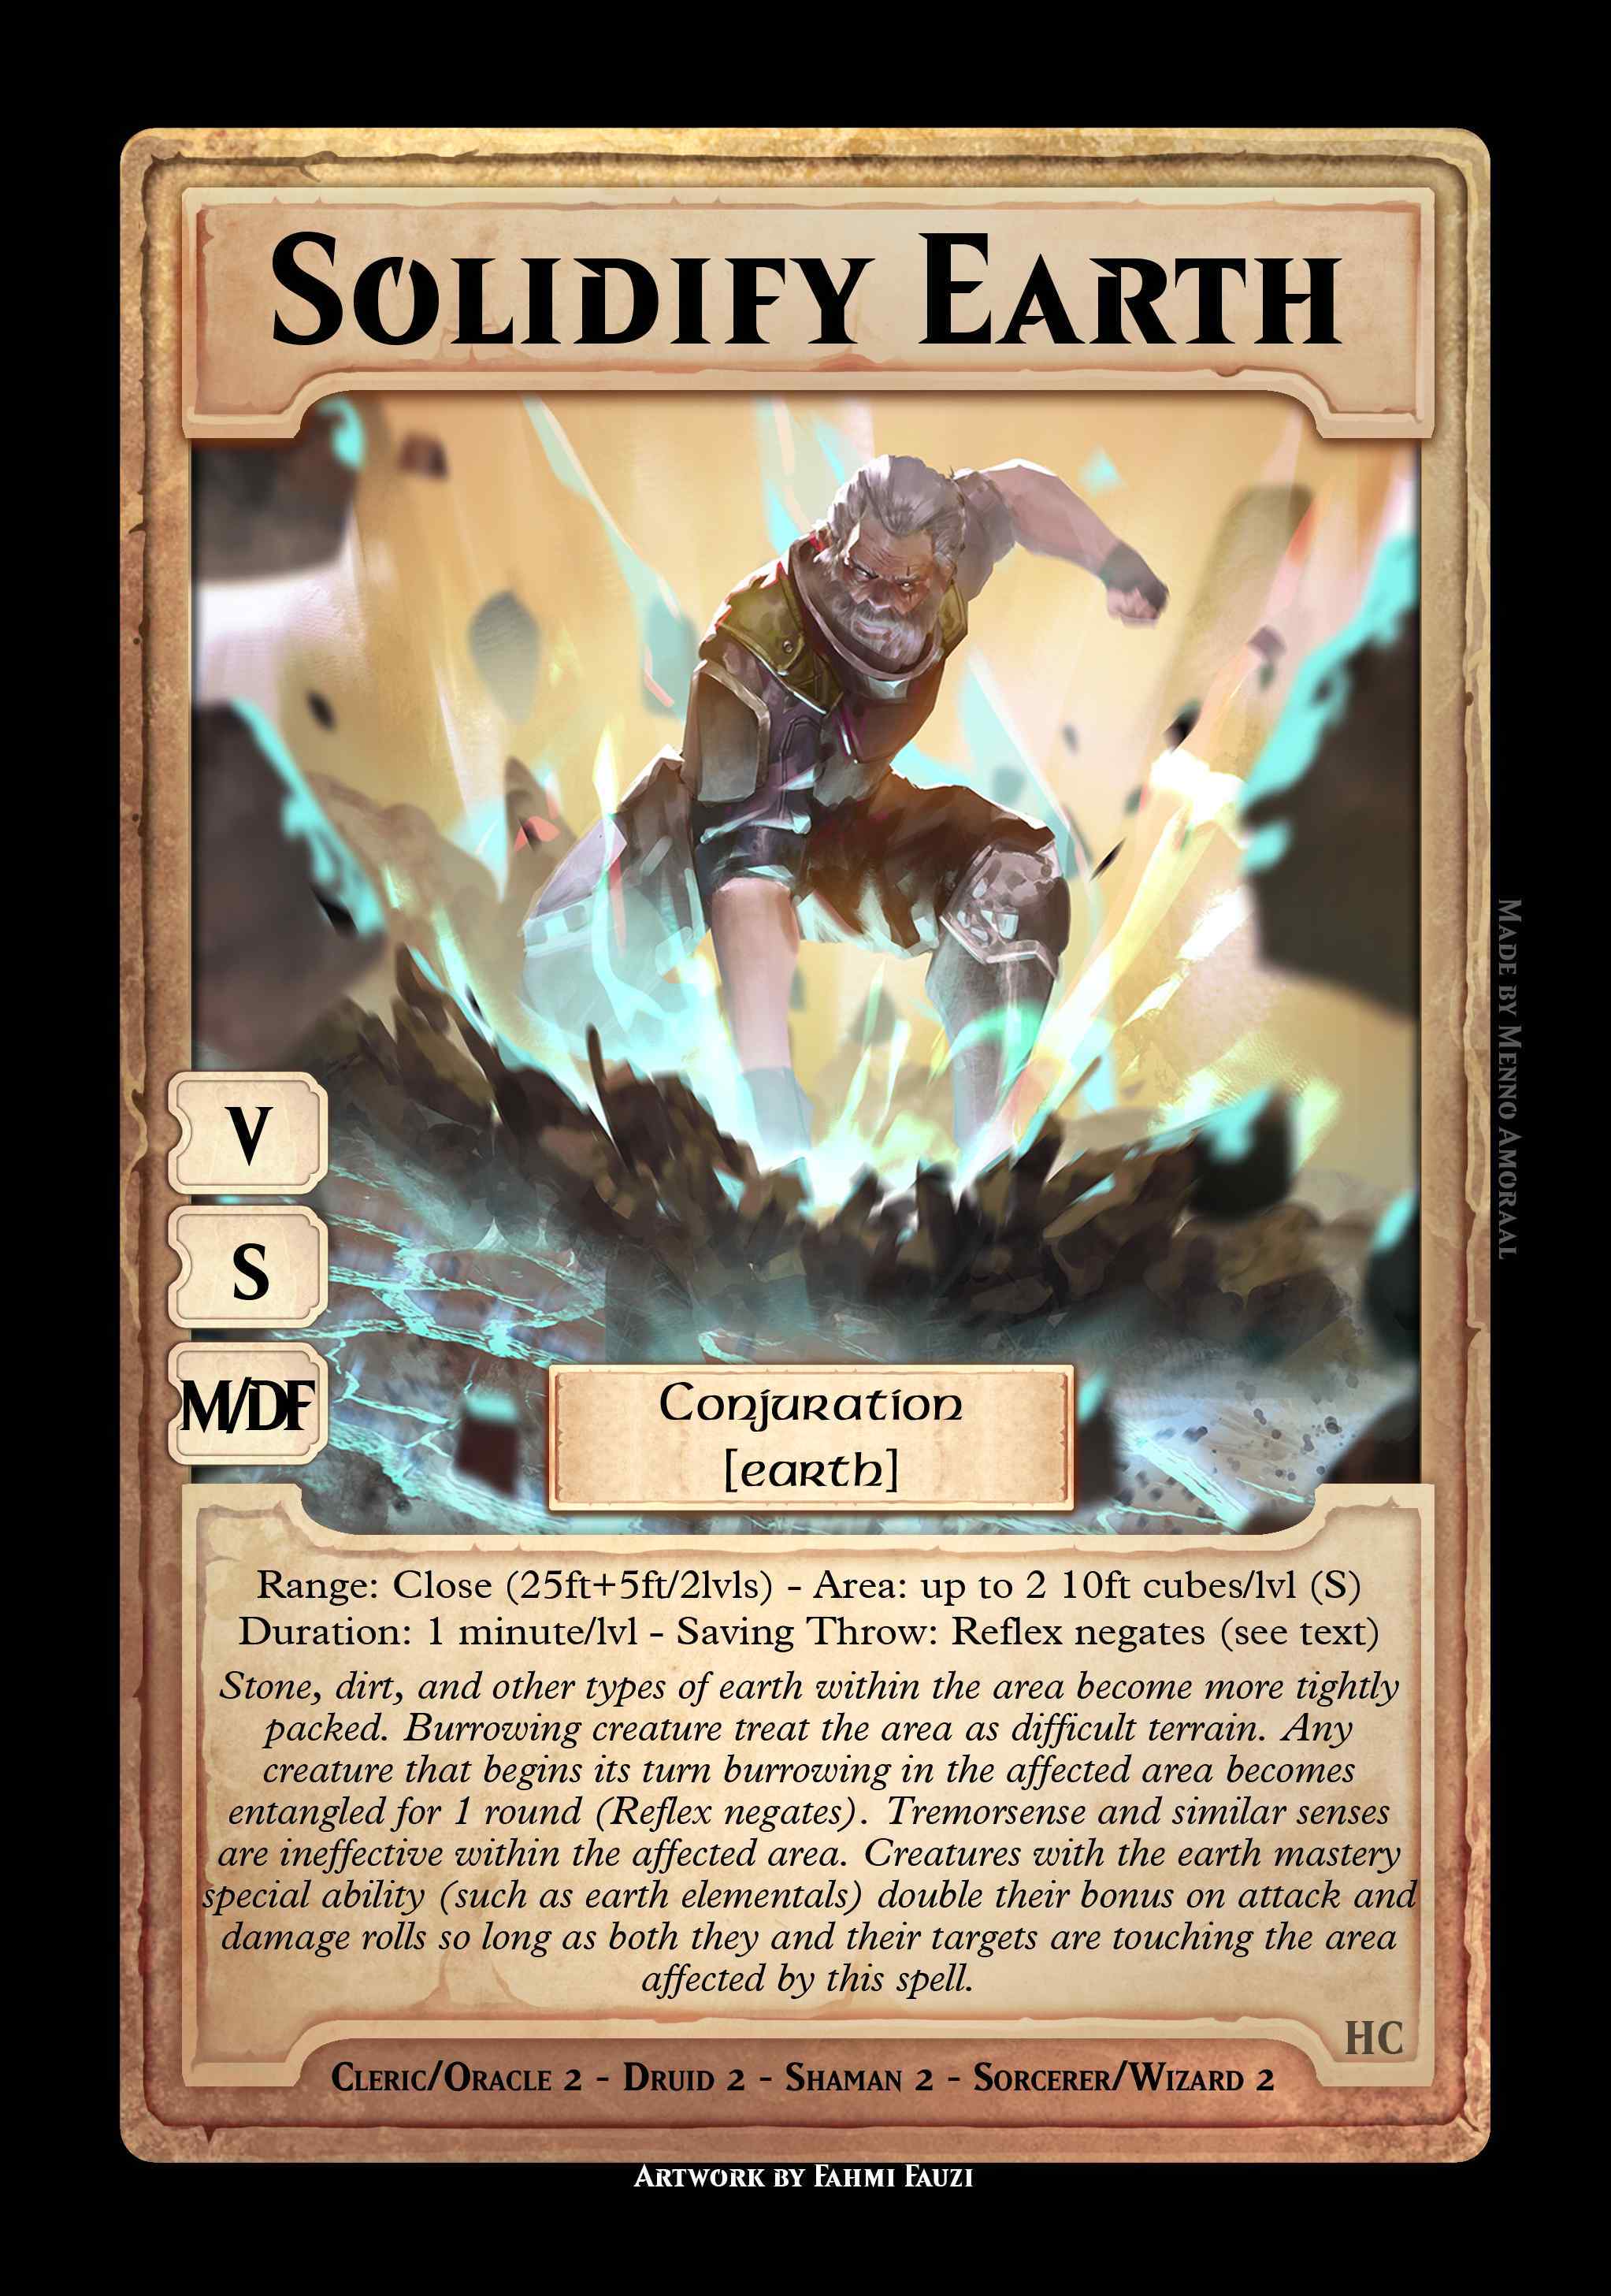 Solidify Earth
V
S
M/DF
Conjuration
[earth]
Range: Close (25ft+5ft/2lvls) - Area: up to 2 10ft cubes/lvl (S)
Duration: 1 minute/lvl - Saving Throw: Reflex negates (see text)
Stone, dirt, and other types of earth within the area become more tightly
packed. Burrowing creature treat the area as difficult terrain. Any
creature that begins its turn burrowing in the affected area becomes
entangled for 1 round (Reflex negates). Tremorsense and similar senses
are ineffective within the affected area. Creatures with the earth mastery
special ability (such as earth elementals) double their bonus on attack and
damage rolls so long as both they and their targets are touching the area
affected by this spell.
HC
Cleric/Oracle 2 - Druid 2 - Shaman 2 - Sorcerer/Wizard 2
Artwork by Fahmi Fauzi
Made by Menno Amoraal